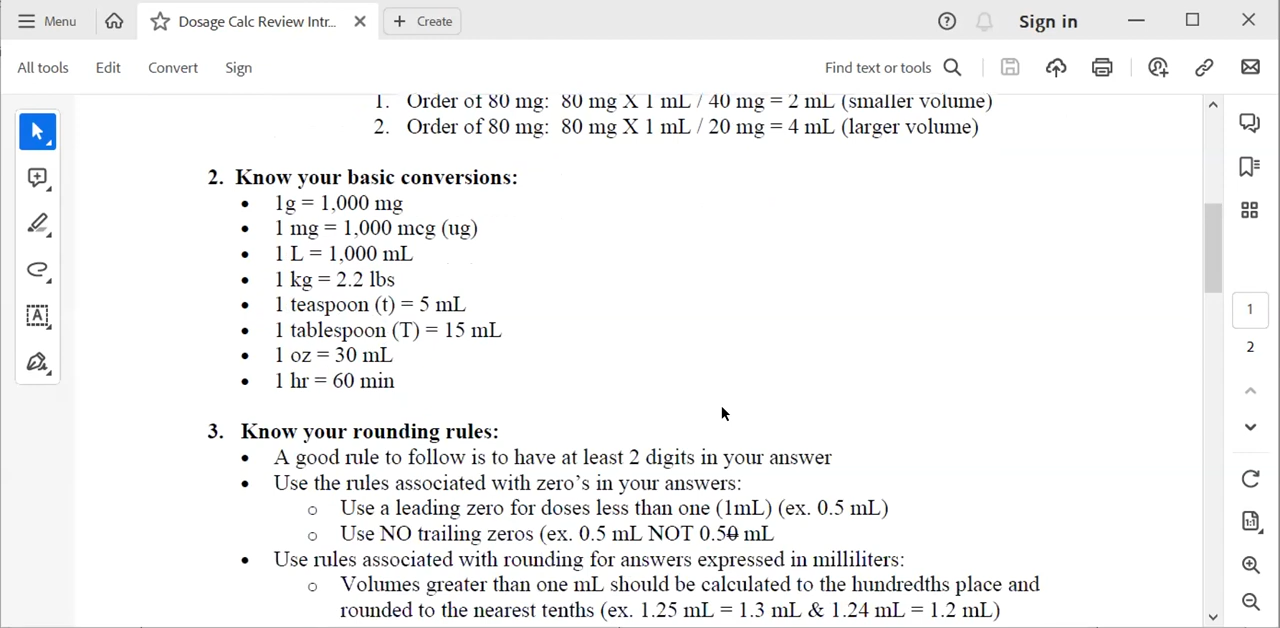 Menu
Dosage Calc Review Intr...
Create
Sign in
All tools
Edit
Convert
Sign
Find text or tools
1. Order of 80 mg: 80 mg X 1 mL / 40 mg = 2 mL (smaller volume)
2. Order of 80 mg: 80 mg X 1 mL / 20 mg = 4 mL (larger volume)
2. Know your basic conversions:
• 1g = 1,000 mg
• 1 mg = 1,000 mcg (ug)
• 1 L = 1,000 mL
• 1 kg = 2.2 lbs
• 1 teaspoon (t) = 5 mL
• 1 tablespoon (T) = 15 mL
• 1 oz = 30 mL
• 1 hr = 60 min
3. Know your rounding rules:
• A good rule to follow is to have at least 2 digits in your answer
• Use the rules associated with zero's in your answers:
o Use a leading zero for doses less than one (1mL) (ex. 0.5 mL)
o Use NO trailing zeros (ex. 0.5 mL NOT 0.50 mL
• Use rules associated with rounding for answers expressed in milliliters:
o Volumes greater than one mL should be calculated to the hundredths place and
rounded to the nearest tenths (ex. 1.25 mL = 1.3 mL & 1.24 mL = 1.2 mL)
1
2